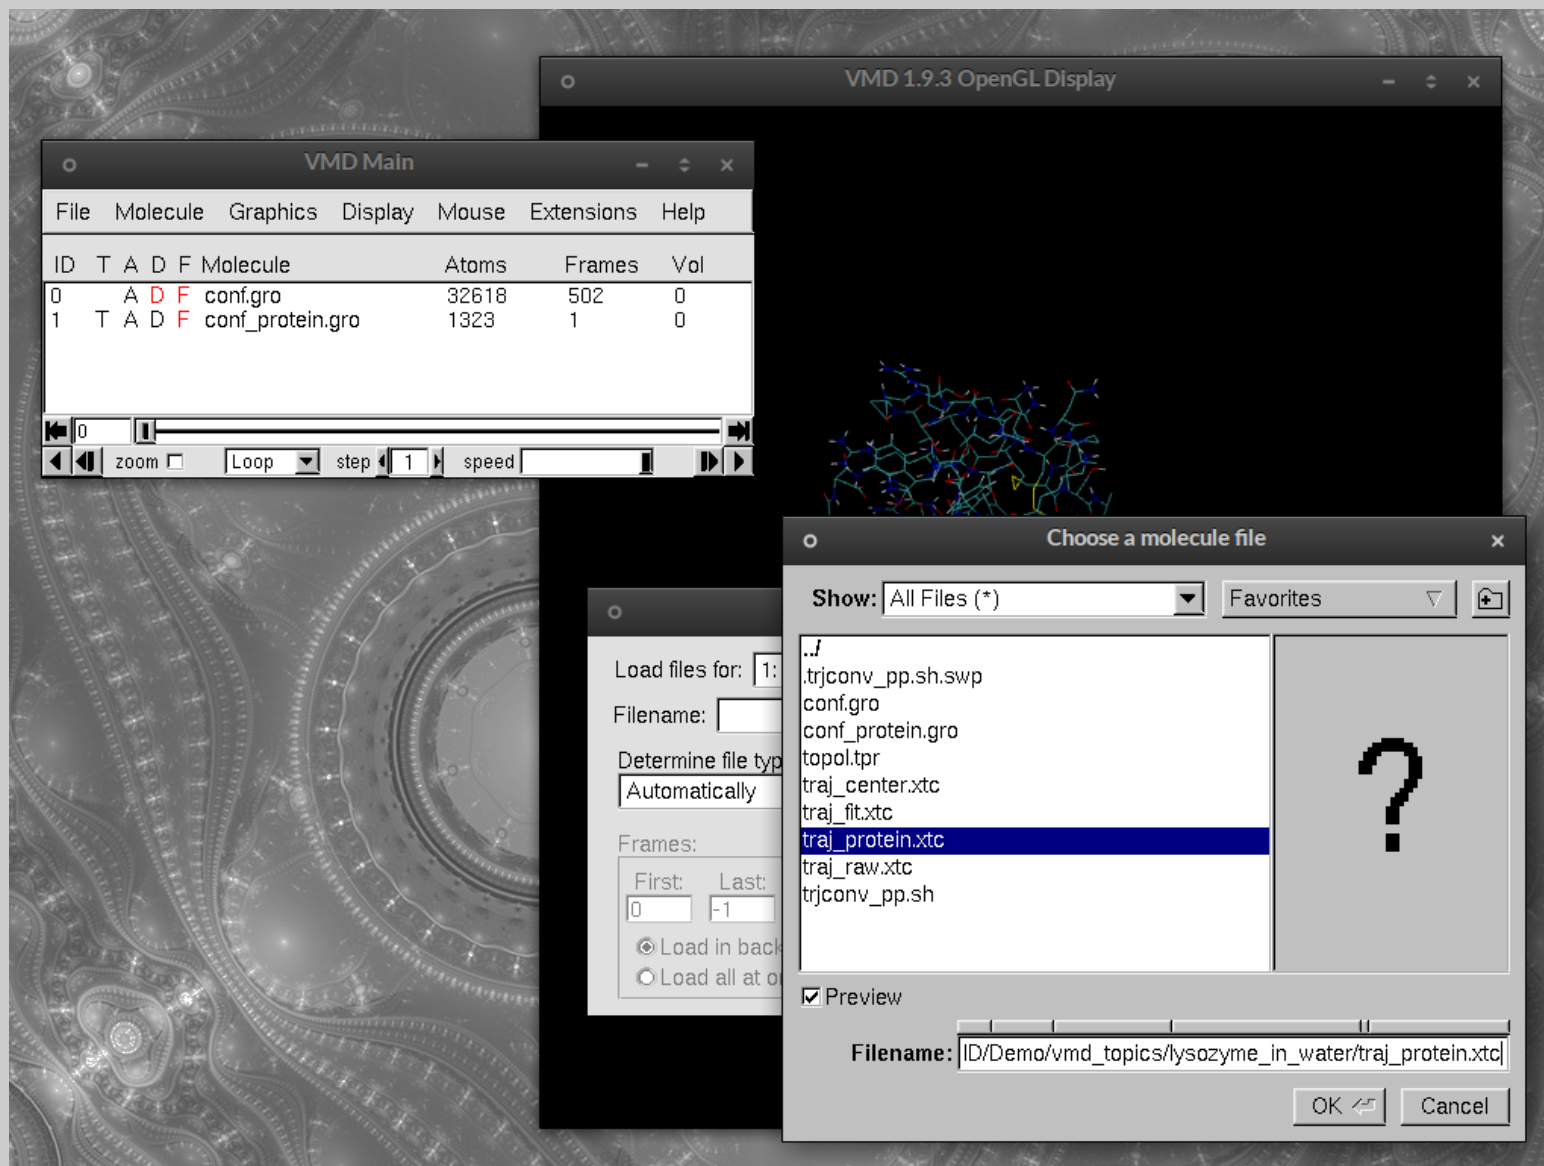 VMD 1.9.3 OpenGL Display
VMD Main
File Molecule Graphics Display Mouse Extensions Help
ID T A D F Molecule Atoms Frames Vol
0 A D F conf.gro 32618 502 0
1 T A D F conf_protein.gro 1323 1 0
0
zoom Loop step 1 speed
Choose a molecule file
Show: All Files (*) Favorites
../
.trjconv_pp.sh.swp
conf.gro
conf_protein.gro
topol.tpr
traj_center.xtc
traj_fit.xtc
traj_protein.xtc
traj_raw.xtc
trjconv_pp.sh
Preview
Filename: ID/Demo/vmd_topics/lysozyme_in_water/traj_protein.xtc
OK Cancel
Load files for: 1:
Filename:
Determine file typ
Automatically
Frames:
First: Last:
0 -1
Load in back
Load all at o